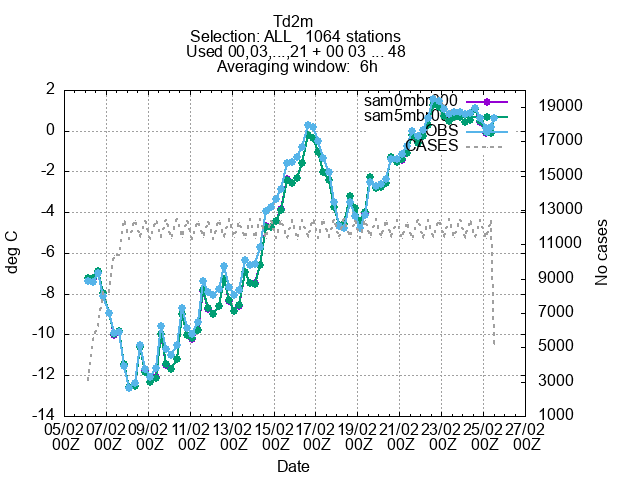 Td2m
Selection: ALL   1064 stations
Used 00,03,...,21 + 00 03 ... 48
Averaging window:  6h
sam0mbr000
OBS
CASES
deg C
No cases
2
0
-2
-4
-6
-8
-10
-12
-14
19000
17000
15000
13000
11000
9000
7000
5000
3000
1000
05/02 07/02 09/02 11/02 13/02 15/02 17/02 19/02 21/02 23/02 25/02 27/02
00Z 00Z 00Z 00Z 00Z 00Z 00Z 00Z 00Z 00Z 00Z 00Z
Date